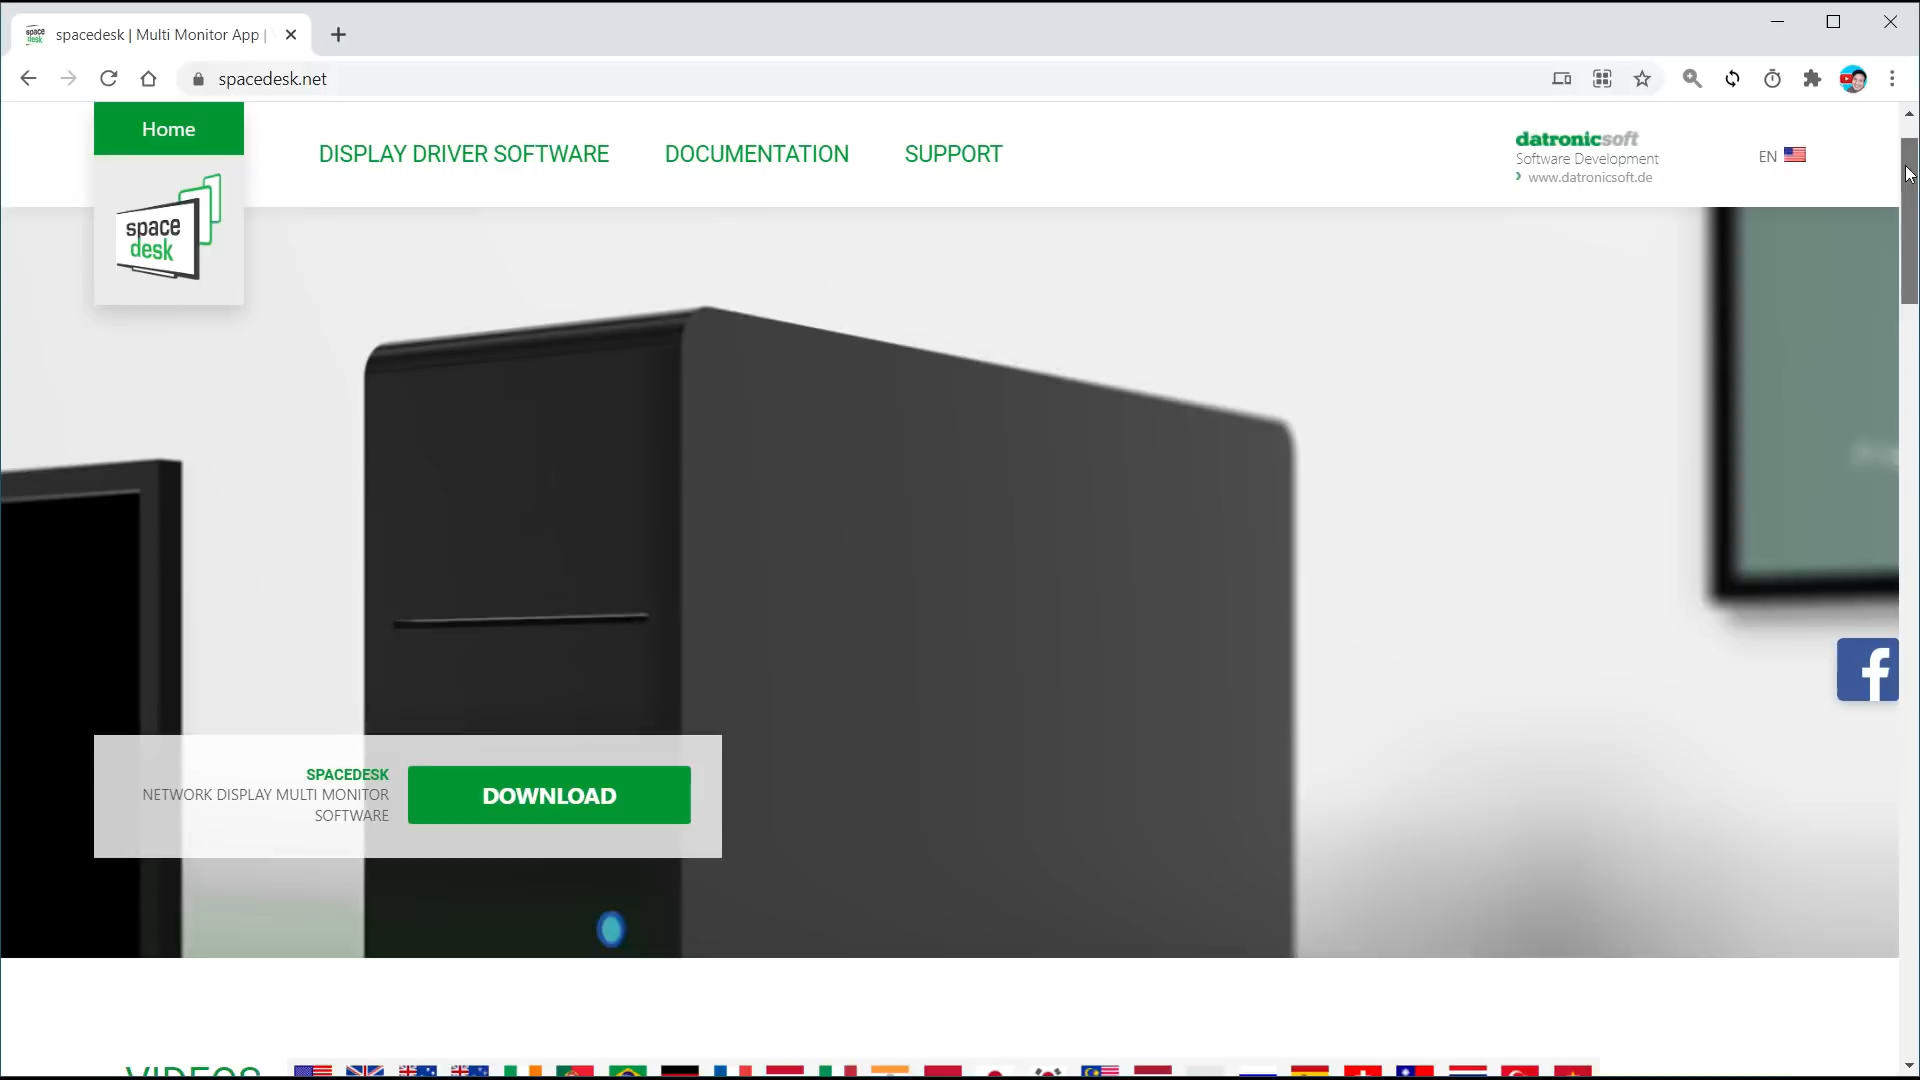 spacedesk | Multi Monitor App |
spacedesk.net
Home
DISPLAY DRIVER SOFTWARE
DOCUMENTATION
SUPPORT
datronicsoft
Software Development
www.datronicsoft.de
EN
space
desk
SPACEDESK
NETWORK DISPLAY MULTI MONITOR
SOFTWARE
DOWNLOAD
VIDEOS